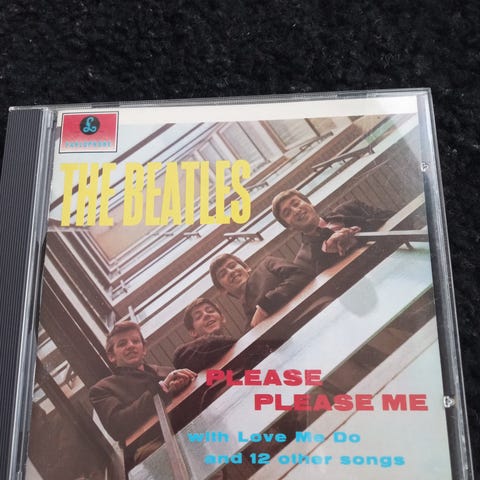 £
PARLOPHONE
THE BEATLES
PLEASE
PLEASE ME
with Love Me Do
and 12 other songs